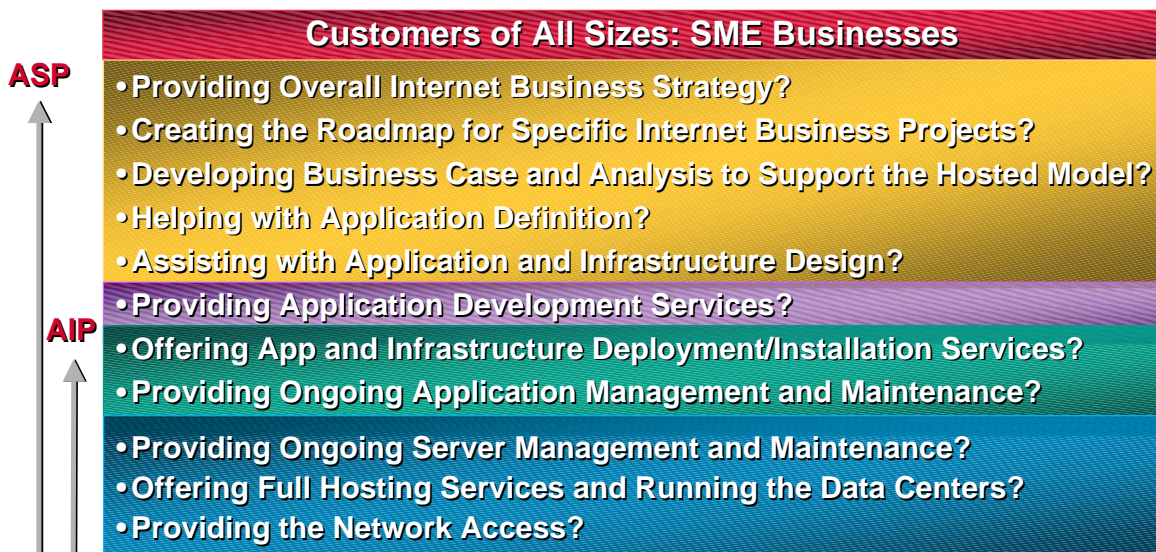 Customers of All Sizes: SME Businesses
ASP
•Providing Overall Internet Business Strategy?
•Creating the Roadmap for Specific Internet Business Projects?
•Developing Business Case and Analysis to Support the Hosted Model?
•Helping with Application Definition?
•Assisting with Application and Infrastructure Design?
•Providing Application Development Services?
AIP
•Offering App and Infrastructure Deployment/Installation Services?
•Providing Ongoing Application Management and Maintenance?
•Providing Ongoing Server Management and Maintenance?
•Offering Full Hosting Services and Running the Data Centers?
•Providing the Network Access?